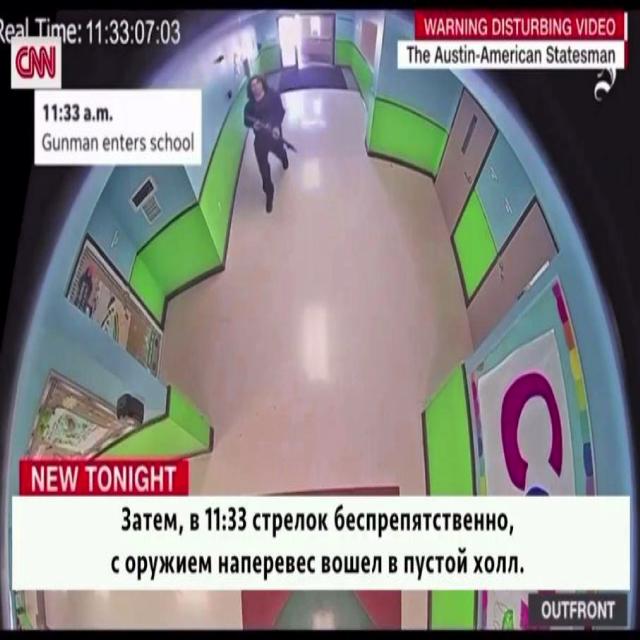 Real Time: 11:33:07:03
WARNING DISTURBING VIDEO
The Austin-American Statesman
CNN
11:33 a.m.
Gunman enters school
C
NEW TONIGHT
Затем, в 11:33 стрелок беспрепятственно,
с оружием наперевес вошел в пустой холл.
OUTFRONT